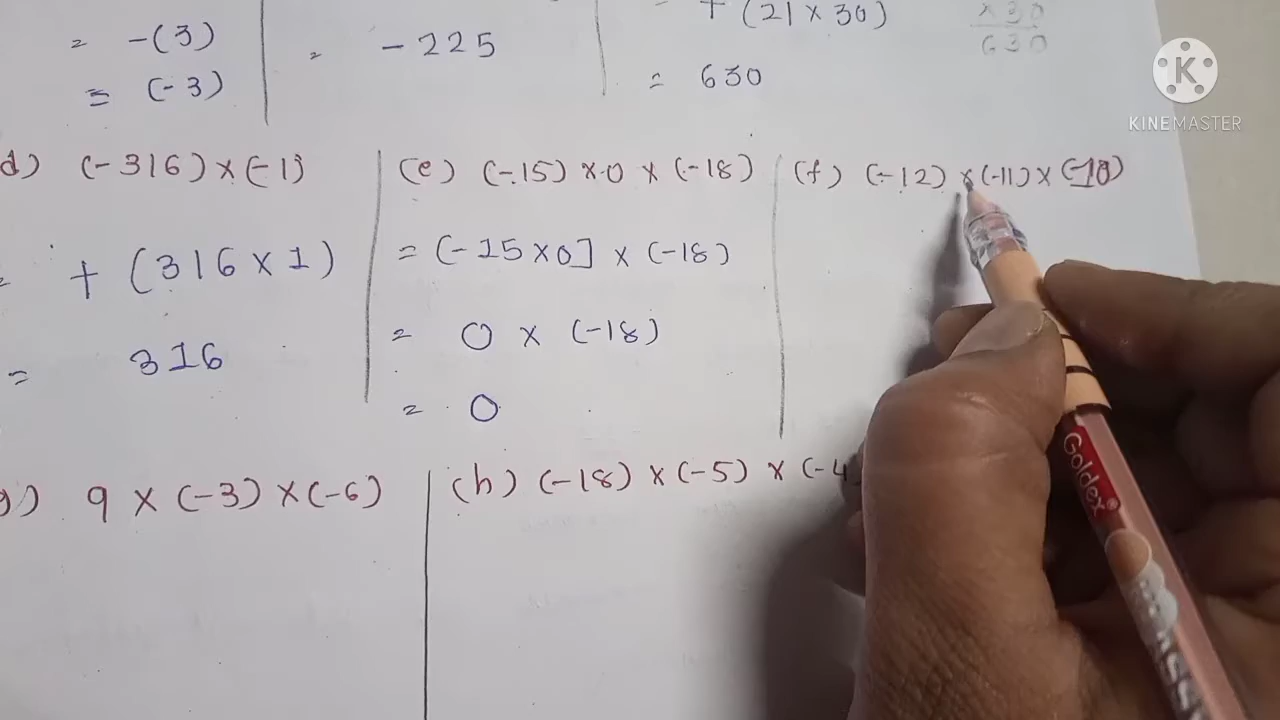 = -(3)
= (-3)
= -225
= + (21 × 30)
= 630
×30
630
d) (-316) × (-1)
= + (316 × 1)
= 316
(e) (-15) × 0 × (-18)
= (-15 × 0] × (-18)
= 0 × (-18)
= 0
(f) (-12) × (-11) × (-10)
g) 9 × (-3) × (-6)
(h) (-18) × (-5) × (-4
K
KINEMASTER
Goldex